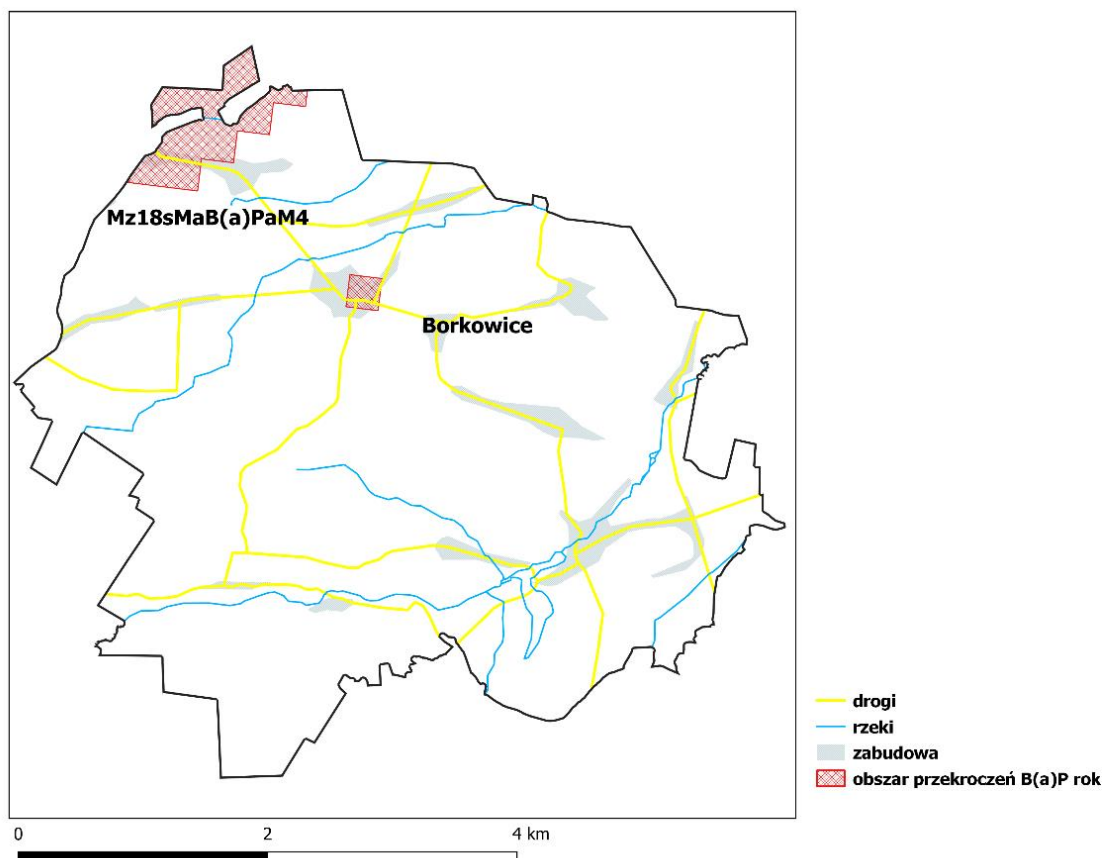 Mz18sMaB(a)PaM4
Borkowice
drogi
rzeki
zabudowa
obszar przekroczeń B(a)P rok
0 2 4 km